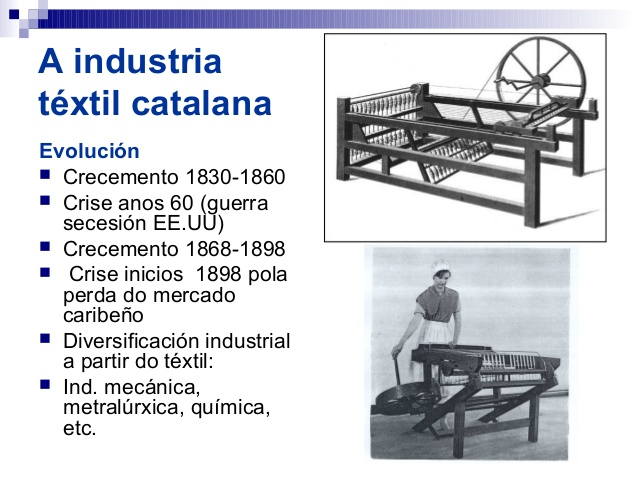 A industria
téxtil catalana
Evolución
Crecemento 1830-1860
Crise anos 60 (guerra
secesión EE.UU)
Crecemento 1868-1898
Crise inicios 1898 pola
perda do mercado
caribeño
Diversificación industrial
a partir do téxtil:
Ind. mecánica,
metralúrxica, química,
etc.